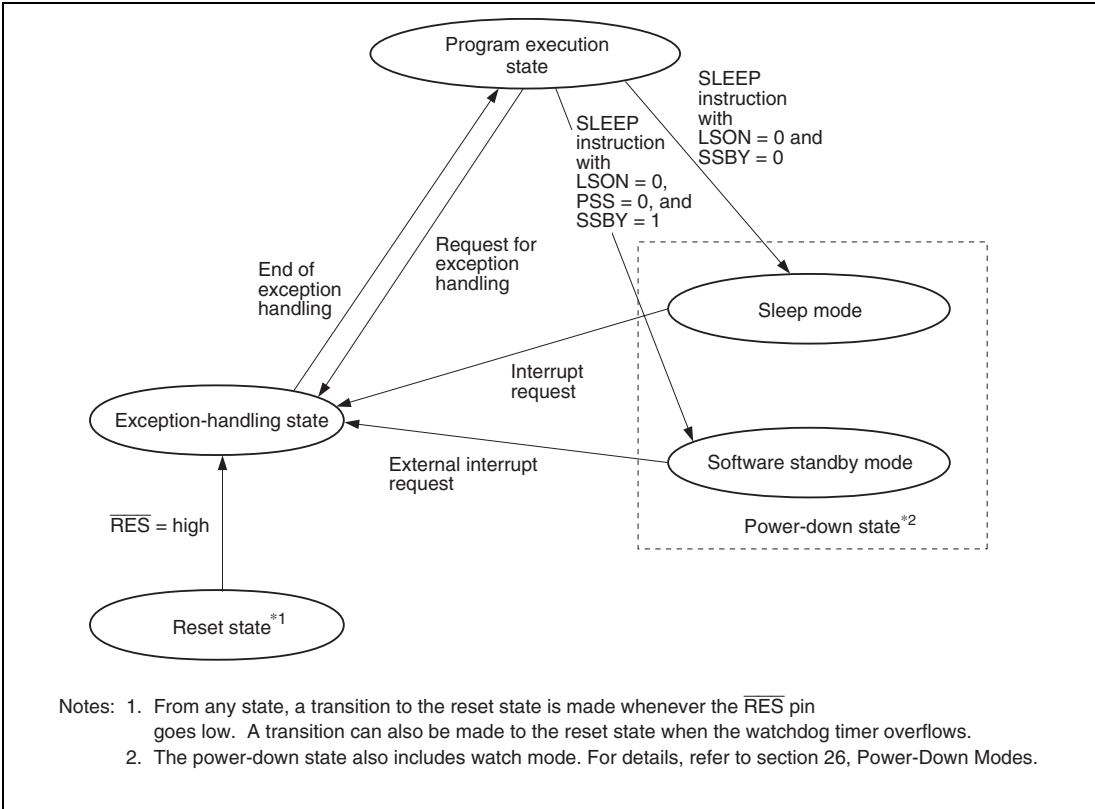 Program execution
state
SLEEP
instruction
with
LSON = 0 and
SSBY = 0
SLEEP
instruction
with
LSON = 0,
PSS = 0, and
SSBY = 1
End of
exception
handling
Request for
exception
handling
Sleep mode
Interrupt
request
Exception-handling state
External interrupt
request
Software standby mode
Power-down state*2
RES = high
Reset state*1
Notes: 1. From any state, a transition to the reset state is made whenever the RES pin
goes low. A transition can also be made to the reset state when the watchdog timer overflows.
2. The power-down state also includes watch mode. For details, refer to section 26, Power-Down Modes.